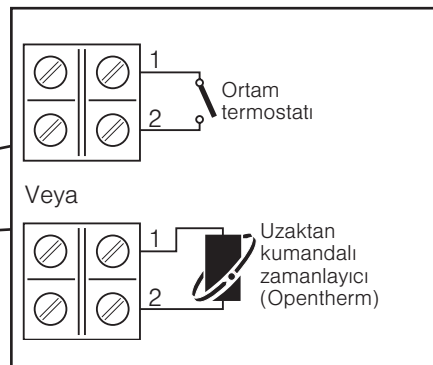 1
Ortam
termostatı
2
Veya
1
Uzaktan
kumandalı
zamanlayıcı
(Opentherm)
2